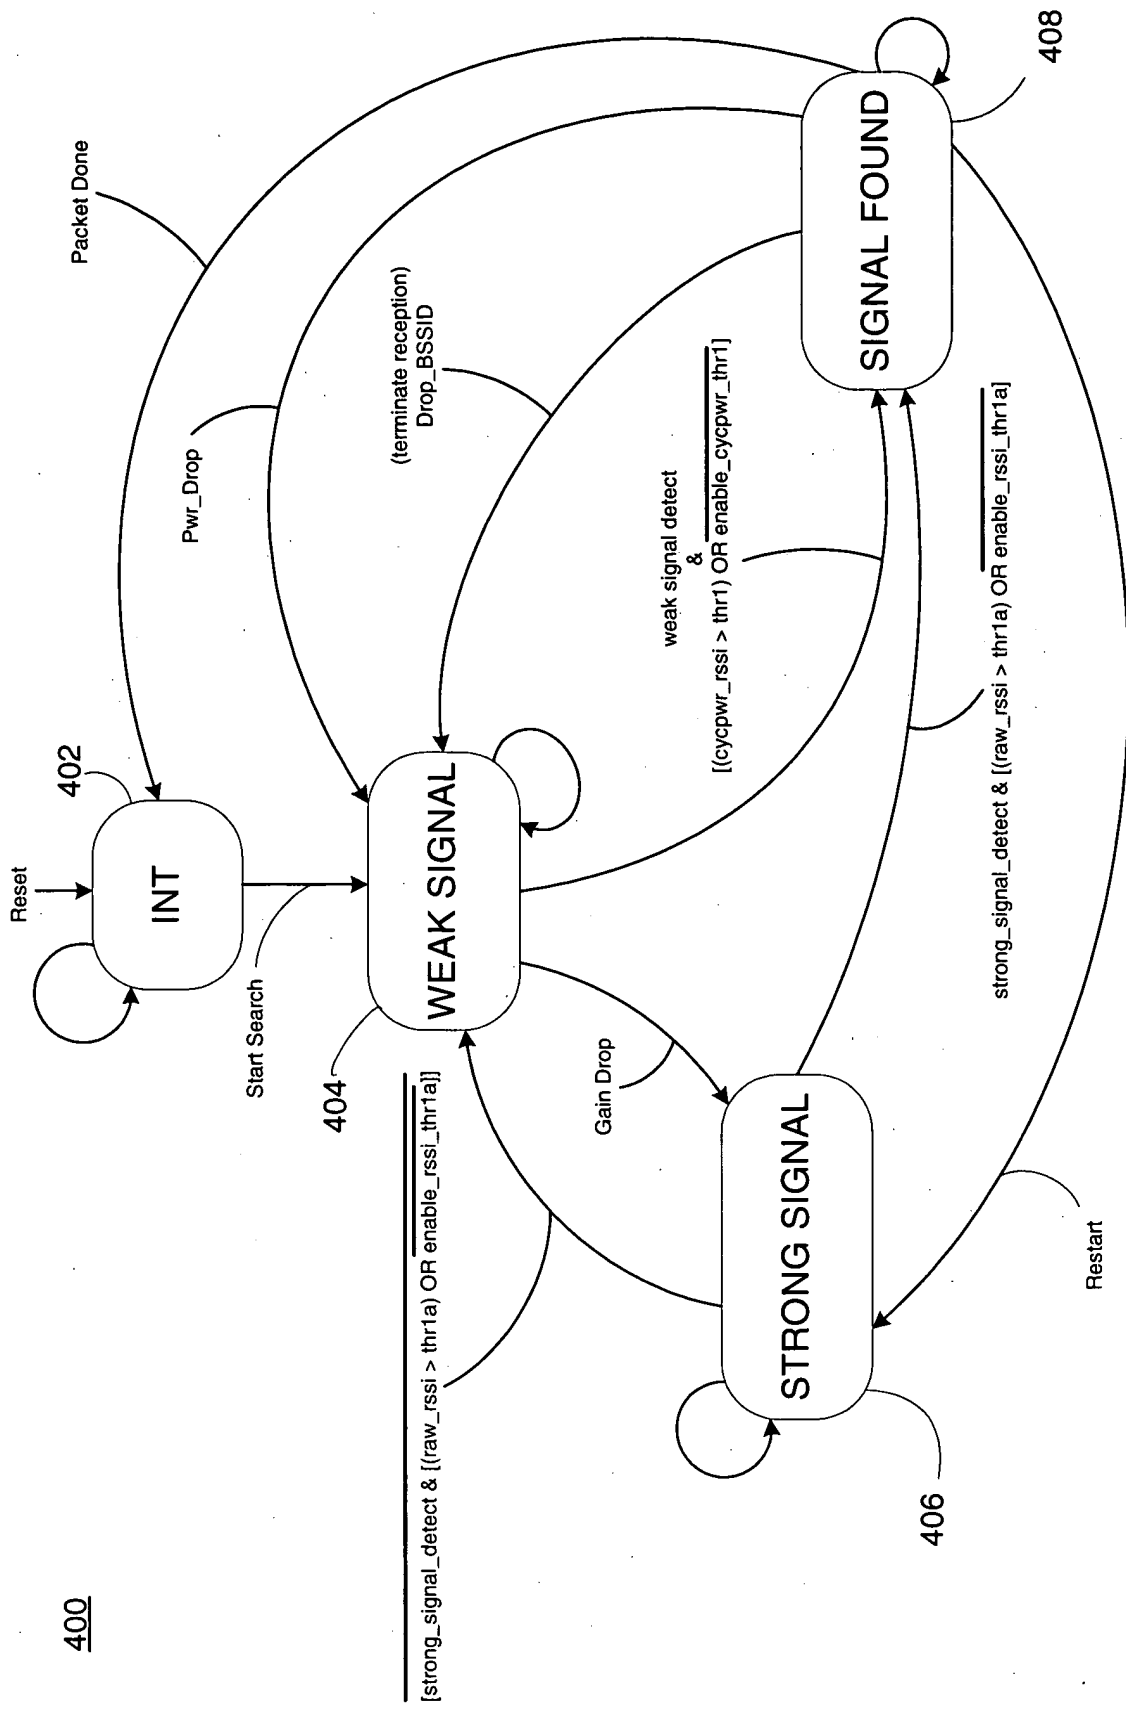 400
Reset
402
INT
Packet Done
Start Search
Pwr_Drop
404
WEAK SIGNAL
(terminate reception)
Drop_BSSID
[strong_signal_detect & [(raw_rssi > thr1a) OR enable_rssi_thr1a]]
Gain Drop
weak signal detect
&
[(cycpwr_rssi > thr1) OR enable_cycpwr_thr1]
STRONG SIGNAL
406
SIGNAL FOUND
408
strong_signal_detect & [(raw_rssi > thr1a) OR enable_rssi_thr1a]
Restart